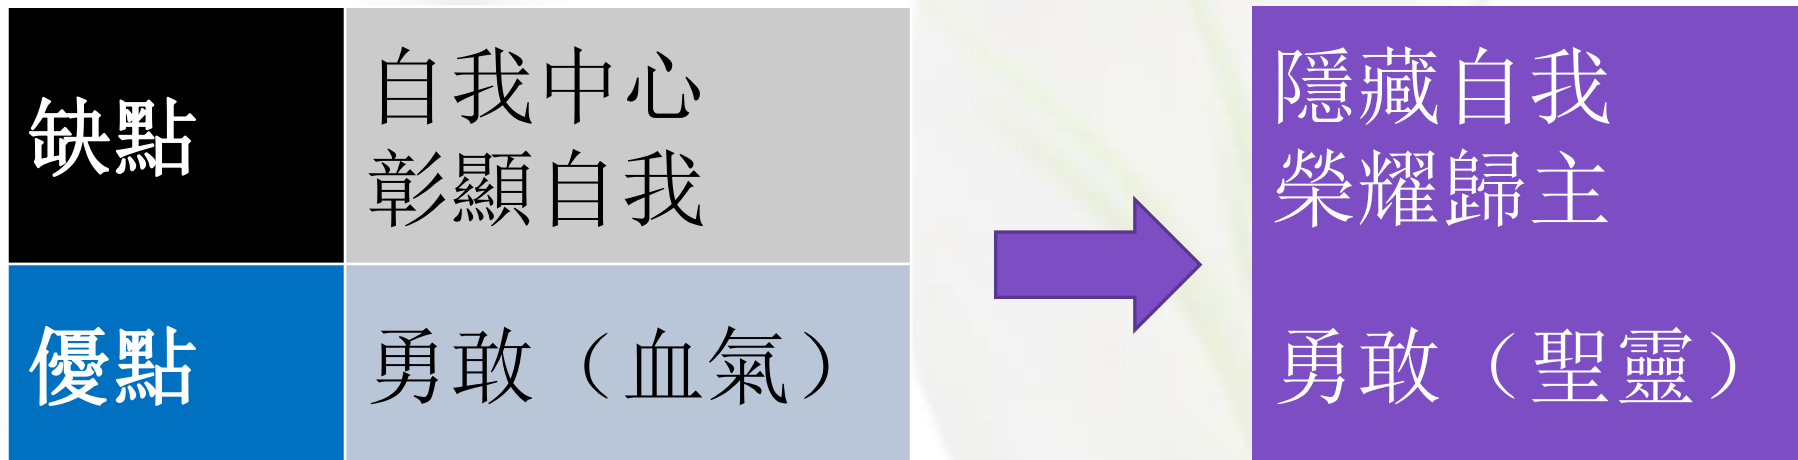 缺點
自我中心
彰顯自我
優點
勇敢（血氣）
隱藏自我
榮耀歸主
勇敢（聖靈）